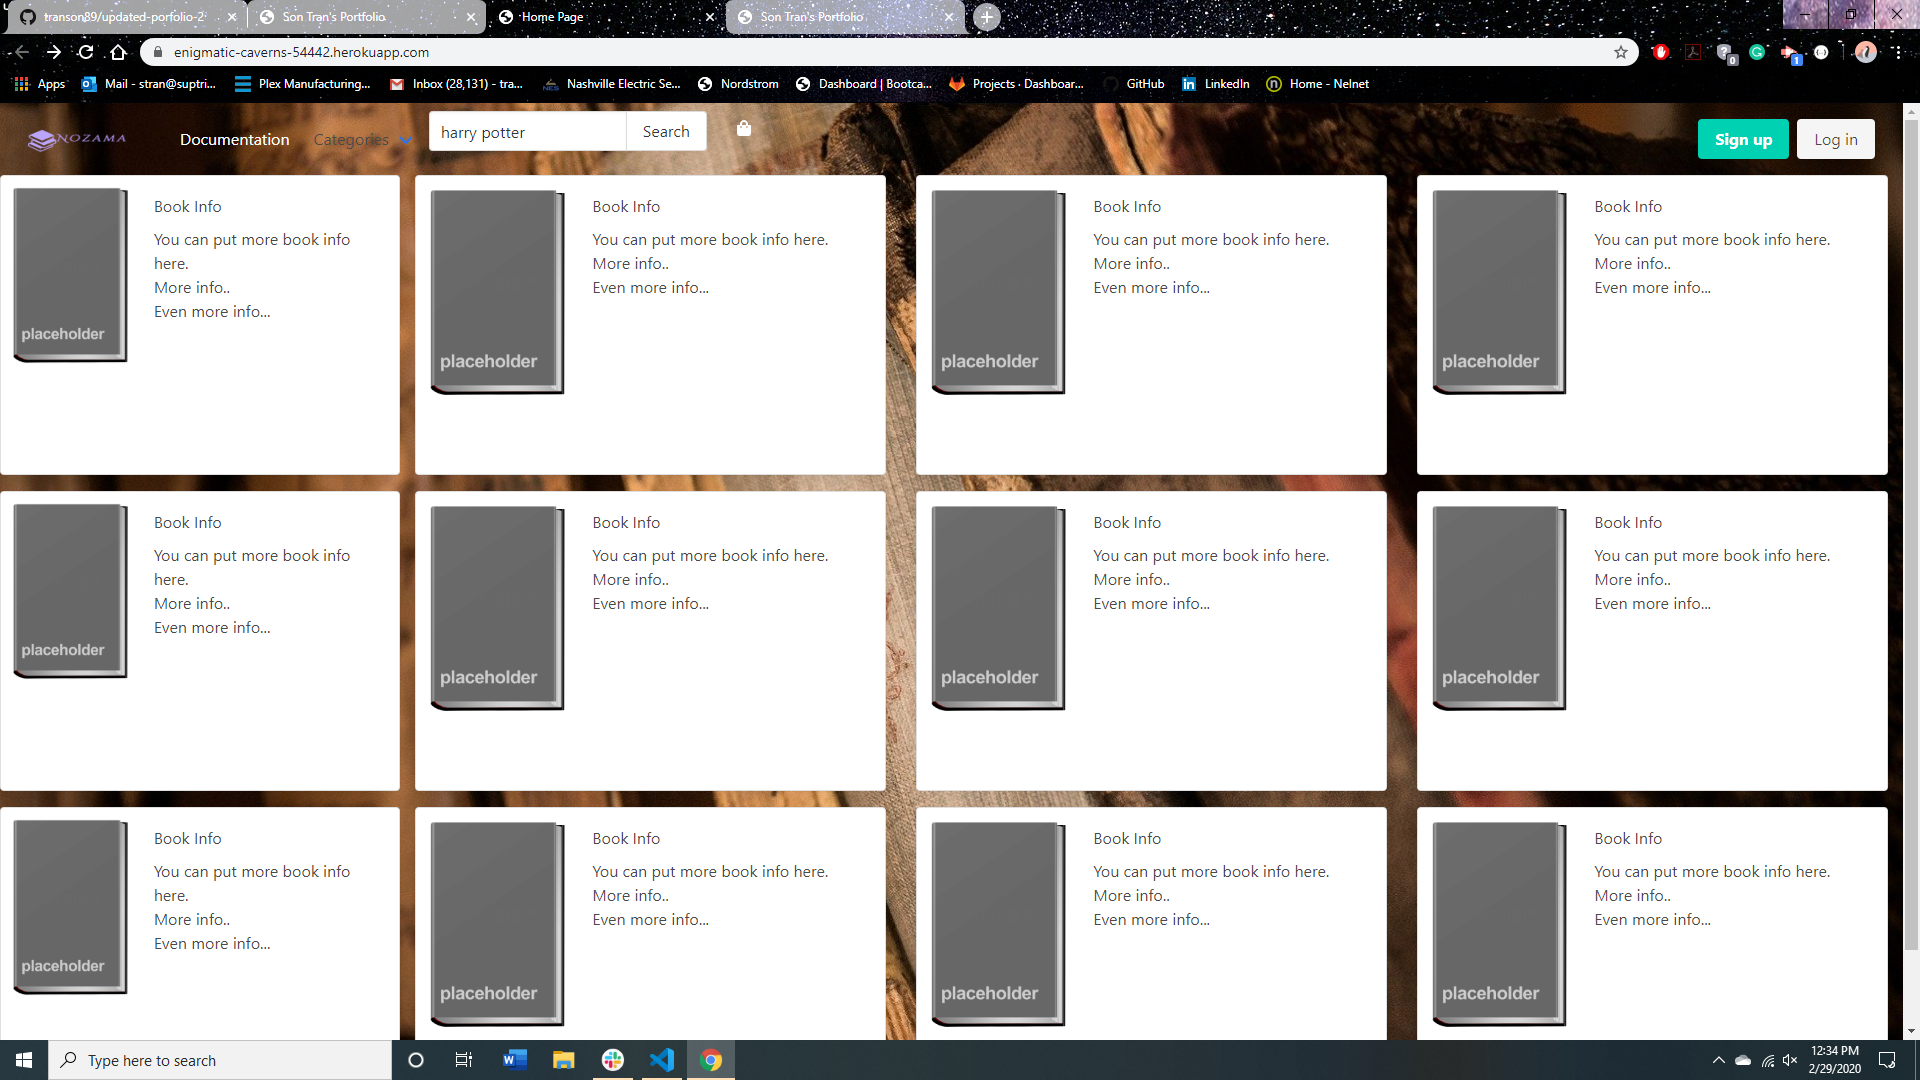 transon89/updated-porfolio-2
Son Tran's Portfolio
Home Page
Son Tran's Portfolio
enigmatic-caverns-54442.herokuapp.com
0
1
Apps
Mail - stran@suptri...
Plex Manufacturing...
Inbox (28,131) - tra...
NES
Nashville Electric Se...
Nordstrom
Dashboard | Bootca...
Projects · Dashboar...
GitHub
LinkedIn
Home - Nelnet
NOZAMA
Documentation
Categories
harry potter
Search
Sign up
Log in
placeholder
Book Info
You can put more book info
here.
More info..
Even more info...
placeholder
Book Info
You can put more book info here.
More info..
Even more info...
placeholder
Book Info
You can put more book info here.
More info..
Even more info...
placeholder
Book Info
You can put more book info here.
More info..
Even more info...
placeholder
Book Info
You can put more book info
here.
More info..
Even more info...
placeholder
Book Info
You can put more book info here.
More info..
Even more info...
placeholder
Book Info
You can put more book info here.
More info..
Even more info...
placeholder
Book Info
You can put more book info here.
More info..
Even more info...
placeholder
Book Info
You can put more book info
here.
More info..
Even more info...
placeholder
Book Info
You can put more book info here.
More info..
Even more info...
placeholder
Book Info
You can put more book info here.
More info..
Even more info...
placeholder
Book Info
You can put more book info here.
More info..
Even more info...
Type here to search
12:34 PM
2/29/2020